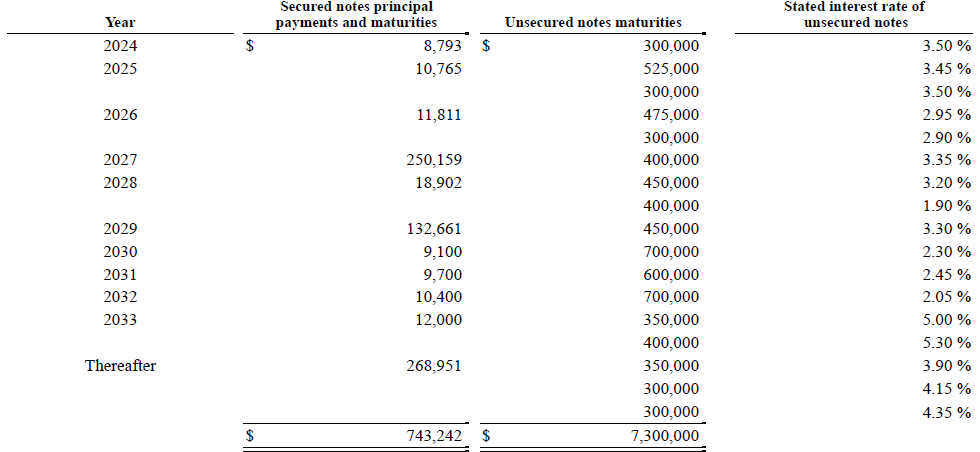 Secured notes principal Stated interest rate of
Year payments and maturities Unsecured notes maturities unsecured notes
2024 $ 8,793 $ 300,000 3.50 %
2025 10,765 525,000 3.45 %
300,000 3.50 %
2026 11,811 475,000 2.95 %
300,000 2.90 %
2027 250,159 400,000 3.35 %
2028 18,902 450,000 3.20 %
400,000 1.90 %
2029 132,661 450,000 3.30 %
2030 9,100 700,000 2.30 %
2031 9,700 600,000 2.45 %
2032 10,400 700,000 2.05 %
2033 12,000 350,000 5.00 %
400,000 5.30 %
Thereafter 268,951 350,000 3.90 %
300,000 4.15 %
300,000 4.35 %
$ 743,242 $ 7,300,000